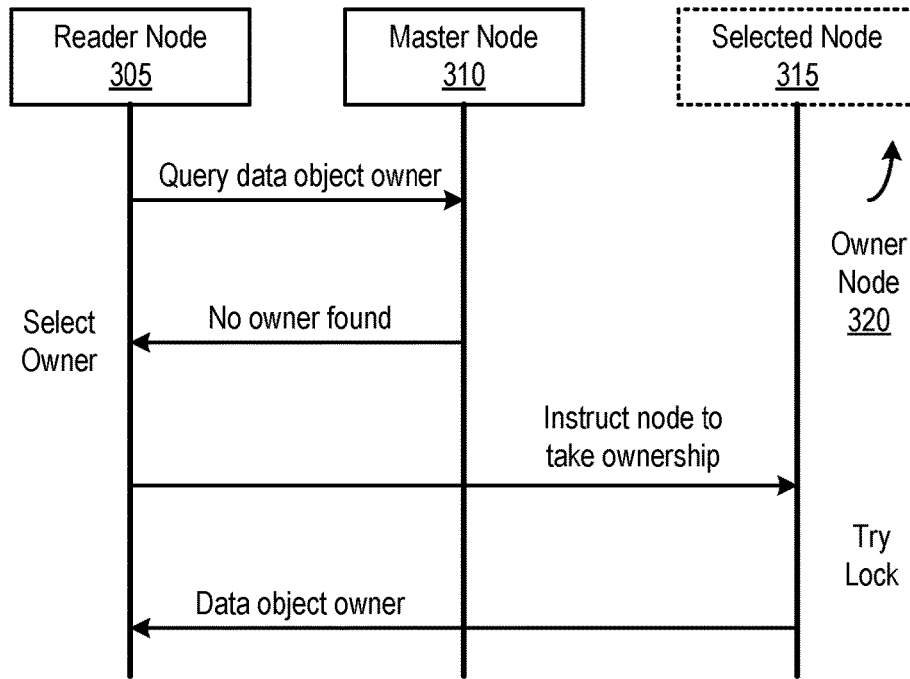 Reader Node
305
Master Node
310
Selected Node
315
Query data object owner
Owner
Node
320
Select
Owner
No owner found
Instruct node to
take ownership
Try
Lock
Data object owner